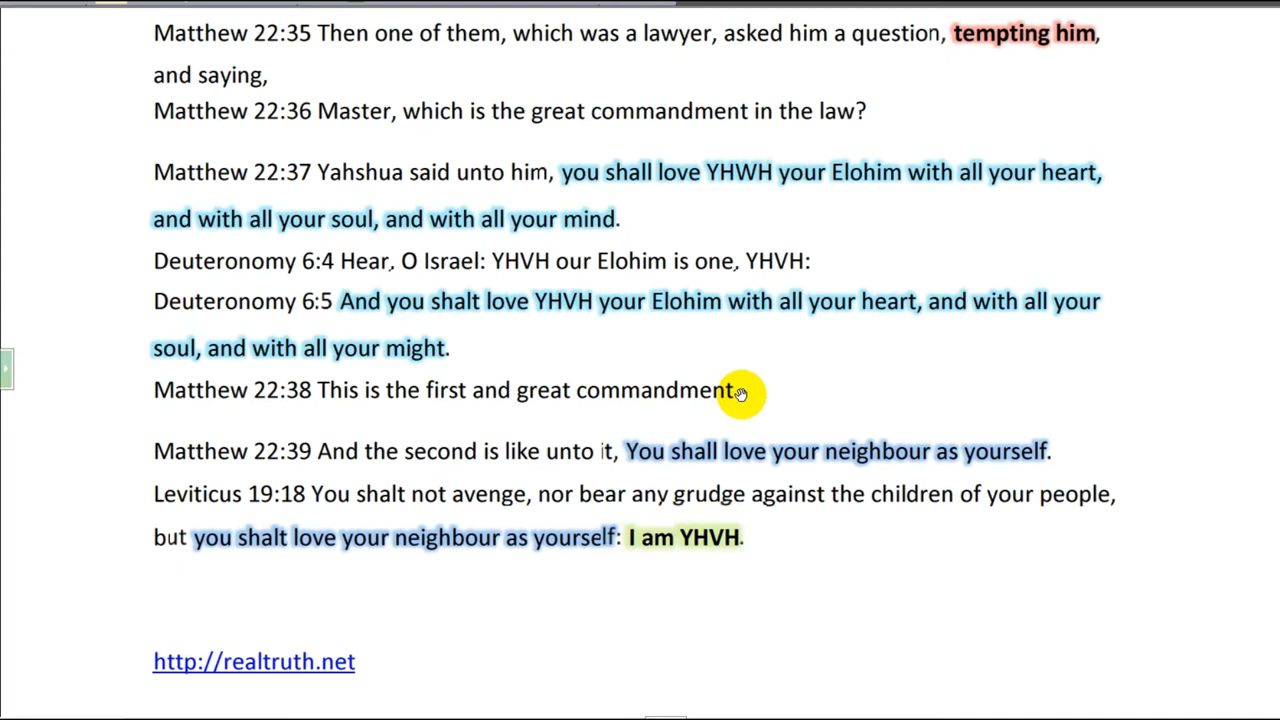 Matthew 22:35 Then one of them, which was a lawyer, asked him a question, tempting him,
and saying,
Matthew 22:36 Master, which is the great commandment in the law?
Matthew 22:37 Yahshua said unto him, you shall love YHWH your Elohim with all your heart,
and with all your soul, and with all your mind.
Deuteronomy 6:4 Hear, O Israel: YHVH our Elohim is one, YHVH:
Deuteronomy 6:5 And you shalt love YHVH your Elohim with all your heart, and with all your
soul, and with all your might.
Matthew 22:38 This is the first and great commandment.
Matthew 22:39 And the second is like unto it, You shall love your neighbour as yourself.
Leviticus 19:18 You shalt not avenge, nor bear any grudge against the children of your people,
but you shalt love your neighbour as yourself: I am YHVH.
http://realtruth.net